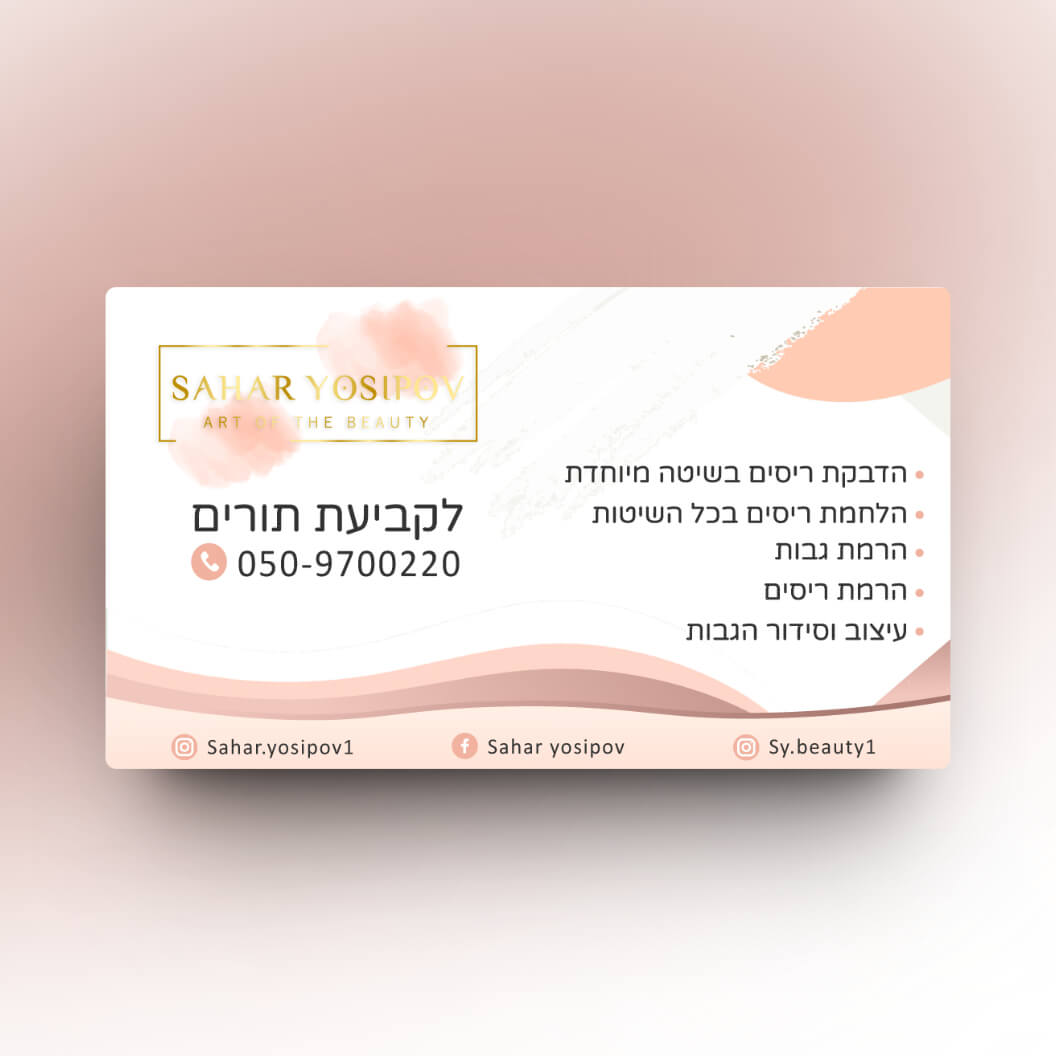 SAHAR YOSIPOV
ART OF THE BEAUTY
לקביעת תורים
050-9700220
הדבקת ריסים בשיטה מיוחדת
הלחמת ריסים בכל השיטות
הרמת גבות
הרמת ריסים
עיצוב וסידור הגבות
Sahar.yosipov1
Sahar yosipov
Sy.beauty1